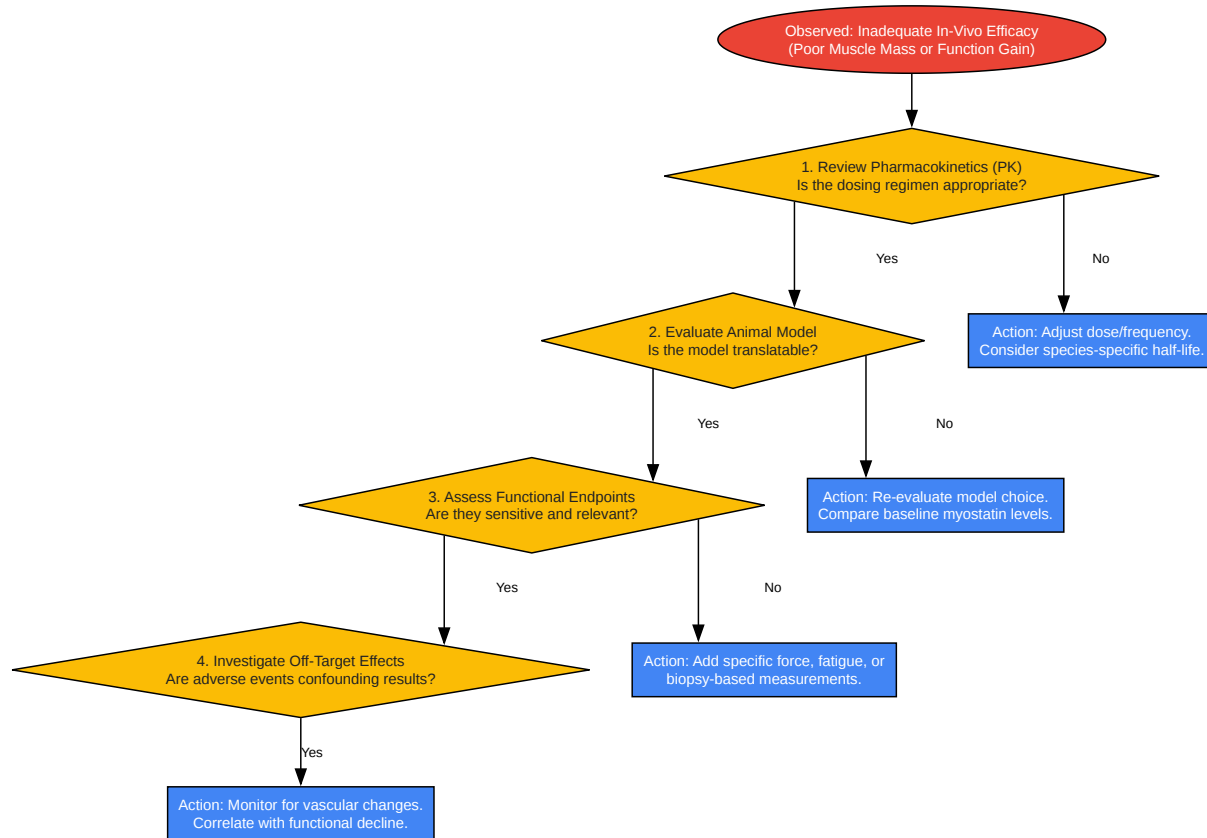 Observed: Inadequate In-Vivo Efficacy
(Poor Muscle Mass or Function Gain)
1. Review Pharmacokinetics (PK)
Is the dosing regimen appropriate?
Yes
No
2. Evaluate Animal Model
Is the model translatable?
Action: Adjust dose/frequency.
Consider species-specific half-life.
Yes
No
3. Assess Functional Endpoints
Are they sensitive and relevant?
Action: Re-evaluate model choice.
Compare baseline myostatin levels.
Yes
No
4. Investigate Off-Target Effects
Are adverse events confounding results?
Action: Add specific force, fatigue, or
biopsy-based measurements.
Yes
Action: Monitor for vascular changes.
Correlate with functional decline.